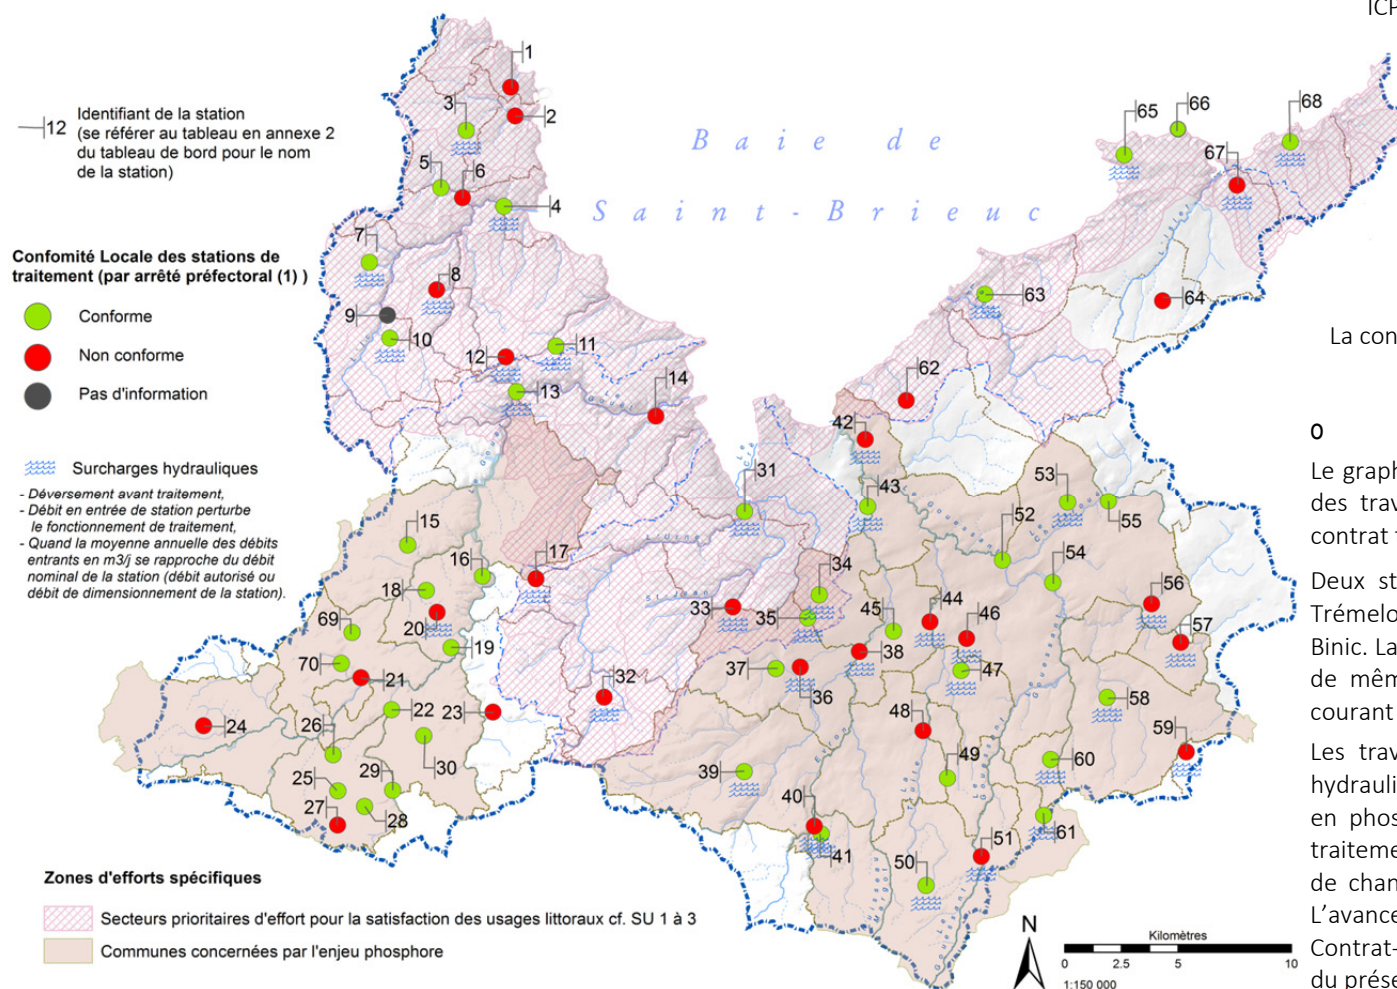 12
Identifiant de la station
(se référer au tableau en annexe 2
du tableau de bord pour le nom
de la station)
Confomité Locale des stations de
traitement (par arrêté préfectoral (1) )
Conforme
Non conforme
Pas d'information
Surcharges hydrauliques
- Déversement avant traitement,
- Débit en entrée de station perturbe
le fonctionnement de traitement,
- Quand la moyenne annuelle des débits
entrants en m3/j se rapproche du débit
nominal de la station (débit autorisé ou
débit de dimensionnement de la station).
Baie de
Saint-Brieuc
1
2
3
4
5
6
7
8
9
10
11
12
13
14
15
16
17
18
19
20
21
22
23
24
25
26
27
28
29
30
31
32
33
34
35
36
37
38
39
40
41
42
43
44
45
46
47
48
49
50
51
52
53
54
55
56
57
58
59
60
61
62
63
64
65
66
67
68
69
70
Zones d'efforts spécifiques
Secteurs prioritaires d'effort pour la satisfaction des usages littoraux cf. SU 1 à 3
Communes concernées par l'enjeu phosphore
N
Kilomètres
0 2.5 5 10
1:150 000
ICP
La con
o
Le grap
des trav
contrat
Deux st
Trémelo
Binic. La
de mêm
courant
Les trav
hydrauli
en phos
traiteme
de chan
L'avance
Contrat-
du prése